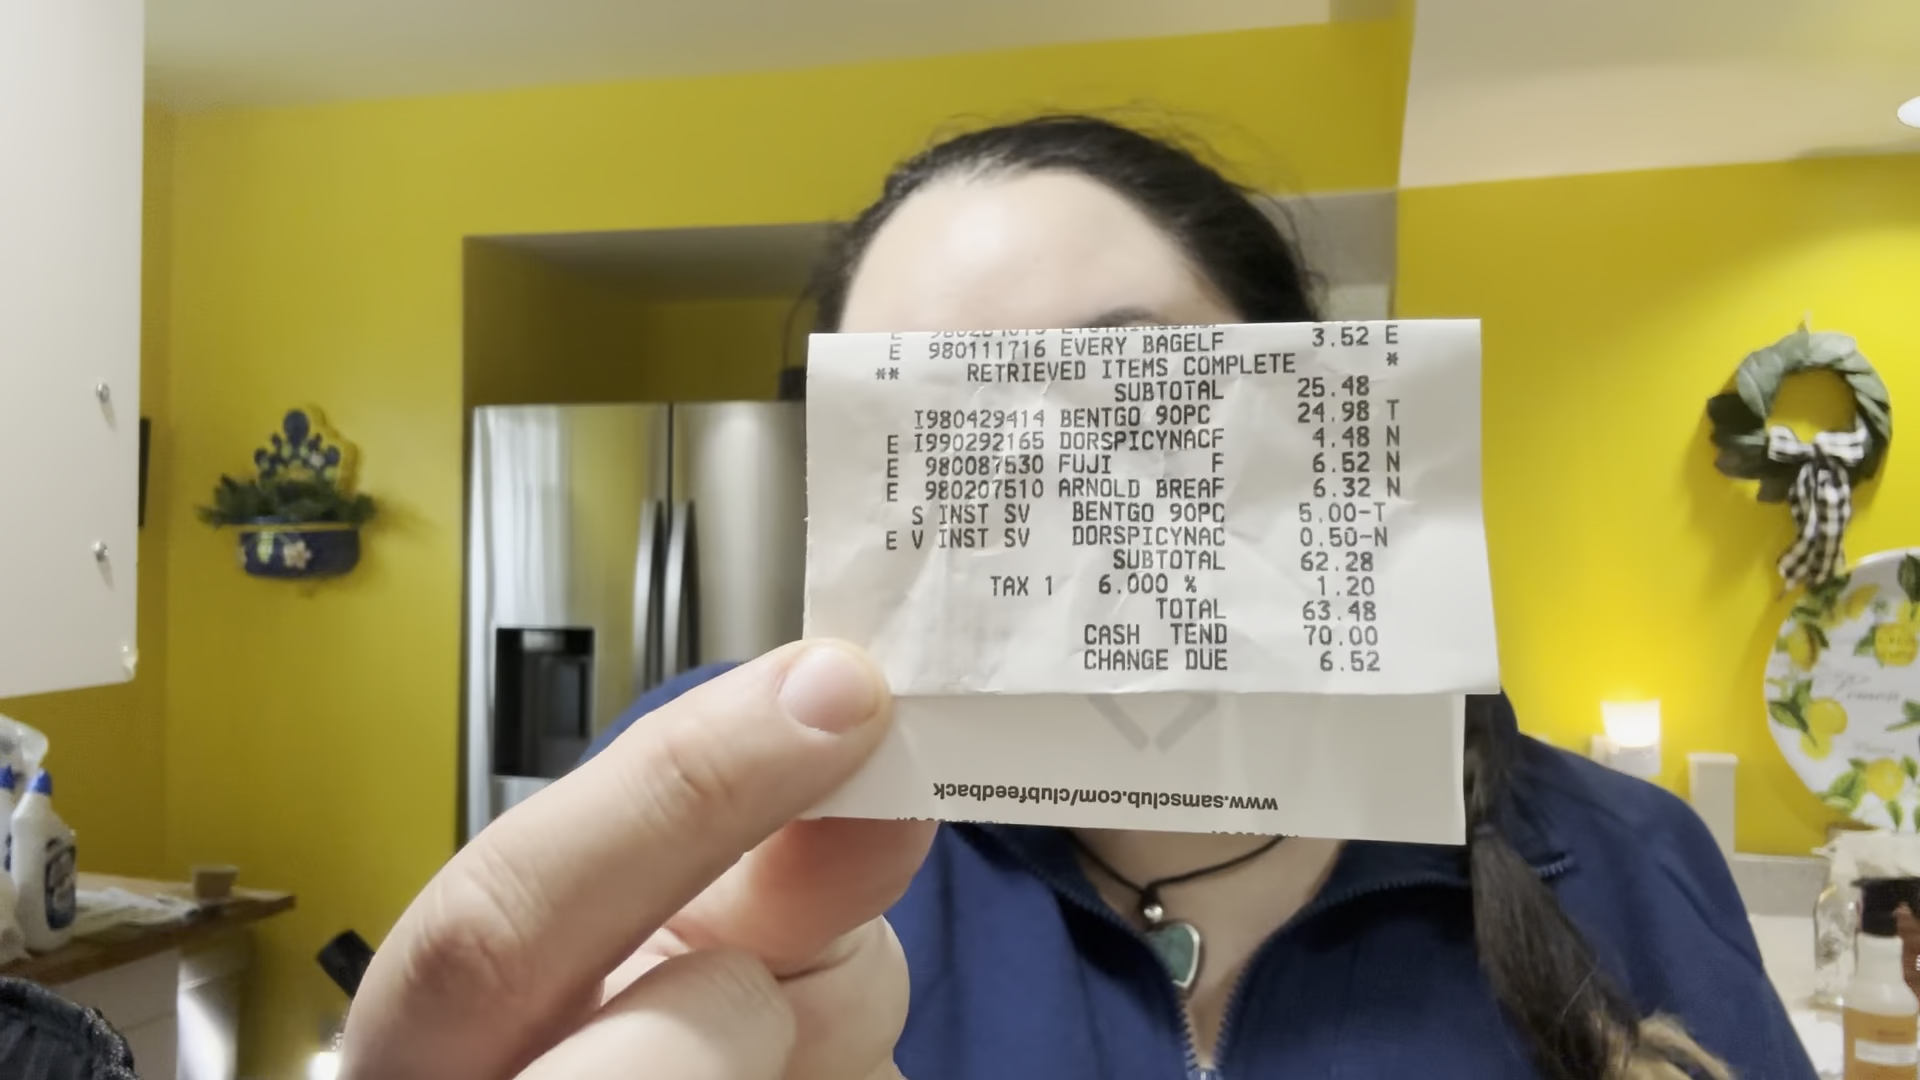 E 980111716 EVERY BAGELF 3.52 E
** RETRIEVED ITEMS COMPLETE *
SUBTOTAL 25.48
I980429414 BENTGO 90PC 24.98 T
E I990292165 DORSPICYNACF 4.48 N
E 980087530 FUJI F 6.52 N
E 980207510 ARNOLD BREAF 6.32 N
S INST SV BENTGO 90PC 5.00-T
E V INST SV DORSPICYNAC 0.50-N
SUBTOTAL 62.28
TAX 1 6.000 % 1.20
TOTAL 63.48
CASH TEND 70.00
CHANGE DUE 6.52
www.samsclub.com/clubfeedback